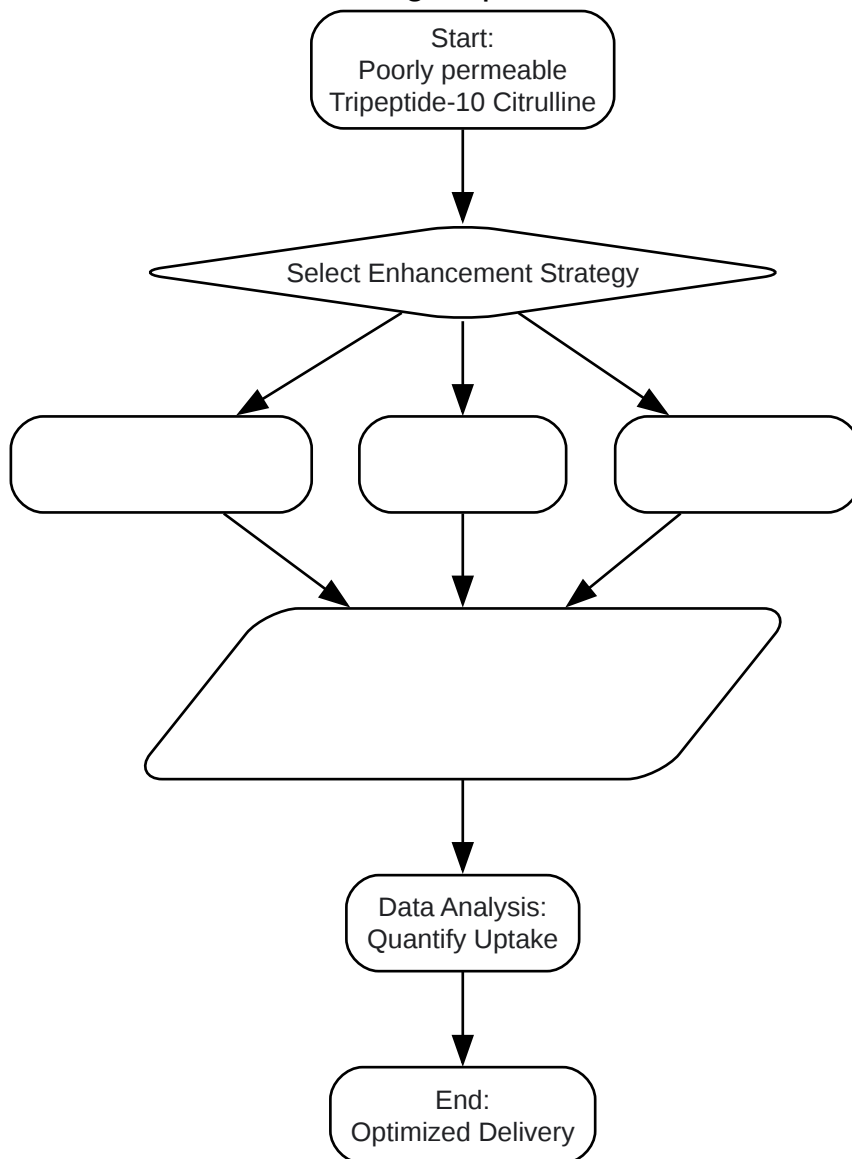 Start:
Poorly permeable
Tripeptide-10 Citrulline
Select Enhancement Strategy
Data Analysis:
Quantify Uptake
End:
Optimized Delivery